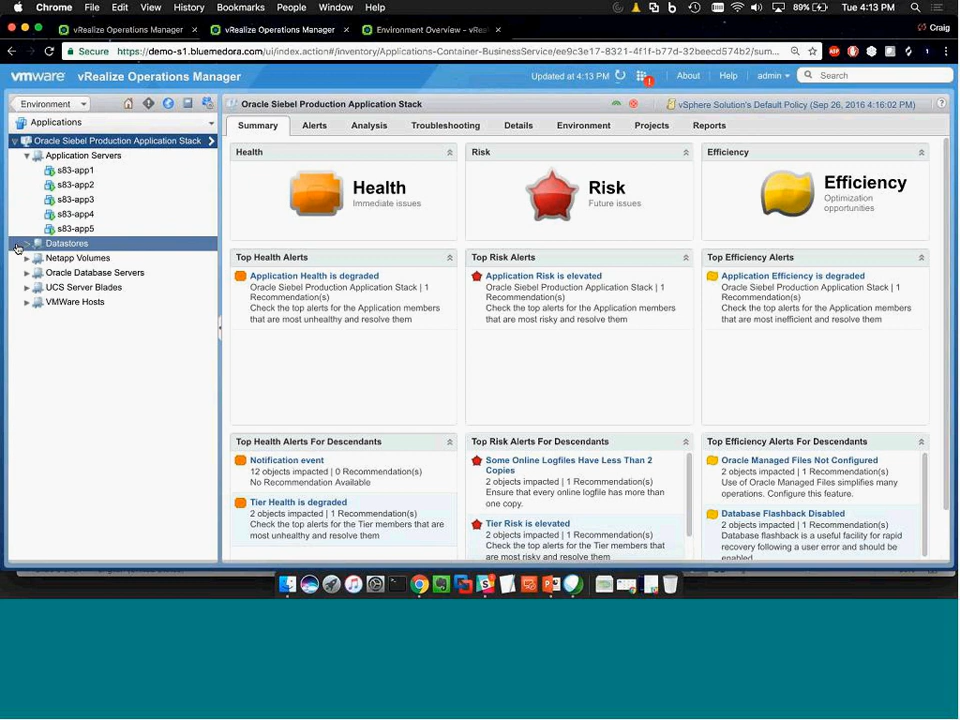 Chrome File Edit View History Bookmarks People Window Help 89% Tue 4:13 PM
vRealize Operations Manager × vRealize Operations Manager × Environment Overview - vRe × Craig
Secure https://demo-s1.bluemedora.com/ui/index.action#/inventory/Applications-Container-BusinessService/ee9c3e17-8321-4f1f-b77d-32beecd574b2/sum... ABP
vmware vRealize Operations Manager Updated at 4:13 PM About Help admin Search
Environment Oracle Siebel Production Application Stack vSphere Solution's Default Policy (Sep 26, 2016 4:16:02 PM)
Applications
Summary Alerts Analysis Troubleshooting Details Environment Projects Reports
Oracle Siebel Production Application Stack
Application Servers
s83-app1
s83-app2
s83-app3
s83-app4
s83-app5
Datastores
Netapp Volumes
Oracle Database Servers
UCS Server Blades
VMWare Hosts
Health
Health
Immediate issues
Risk
Risk
Future issues
Efficiency
Efficiency
Optimization
opportunities
Top Health Alerts
Application Health is degraded
Oracle Siebel Production Application Stack | 1
Recommendation(s)
Check the top alerts for the Application members
that are most unhealthy and resolve them
Top Risk Alerts
Application Risk is elevated
Oracle Siebel Production Application Stack | 1
Recommendation(s)
Check the top alerts for the Application members
that are most risky and resolve them
Top Efficiency Alerts
Application Efficiency is degraded
Oracle Siebel Production Application Stack | 1
Recommendation(s)
Check the top alerts for the Application members
that are most inefficient and resolve them
Top Health Alerts For Descendants
Notification event
12 objects impacted | 0 Recommendation(s)
No Recommendation Available
Tier Health is degraded
2 objects impacted | 1 Recommendation(s)
Check the top alerts for the Tier members that are
most unhealthy and resolve them
Top Risk Alerts For Descendants
Some Online Logfiles Have Less Than 2
Copies
2 objects impacted | 1 Recommendation(s)
Ensure that every online logfile has more than
one copy.
Tier Risk is elevated
2 objects impacted | 1 Recommendation(s)
Check the top alerts for the Tier members that
are most risky and resolve them
Top Efficiency Alerts For Descendants
Oracle Managed Files Not Configured
2 objects impacted | 1 Recommendation(s)
Use of Oracle Managed Files simplifies many
operations. Configure this feature.
Database Flashback Disabled
2 objects impacted | 1 Recommendation(s)
Database flashback is a useful facility for rapid
recovery following a user error and should be
enabled